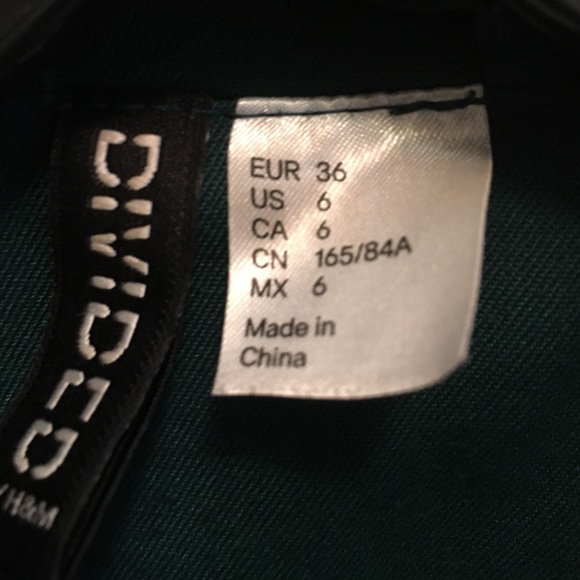 DIVIDED
/H&M
EUR 36
US 6
CA 6
CN 165/84A
MX 6
Made in
China